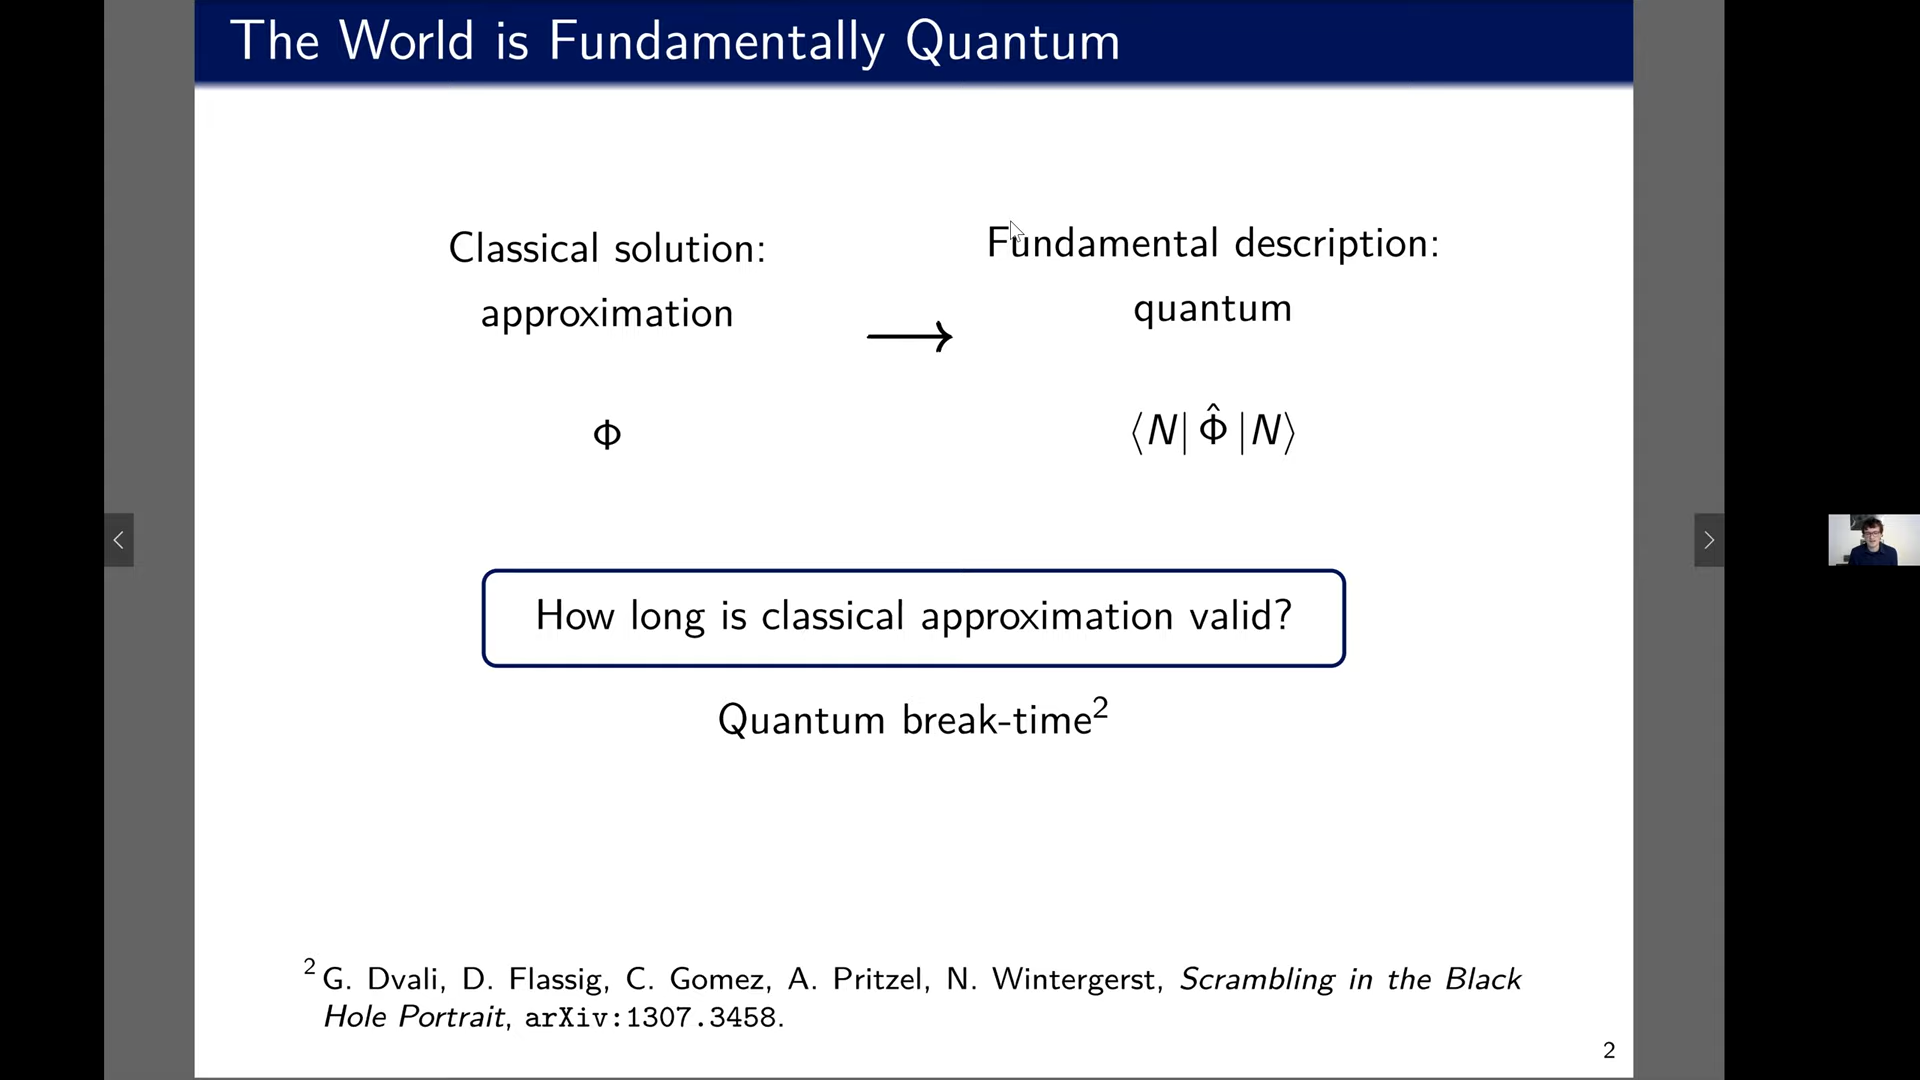 The World is Fundamentally Quantum
Classical solution:
approximation
Φ
⟶
Fundamental description:
quantum
⟨N| Φ̂ |N⟩
How long is classical approximation valid?
Quantum break-time²
² G. Dvali, D. Flassig, C. Gomez, A. Pritzel, N. Wintergerst, Scrambling in the Black
Hole Portrait, arXiv:1307.3458.
2